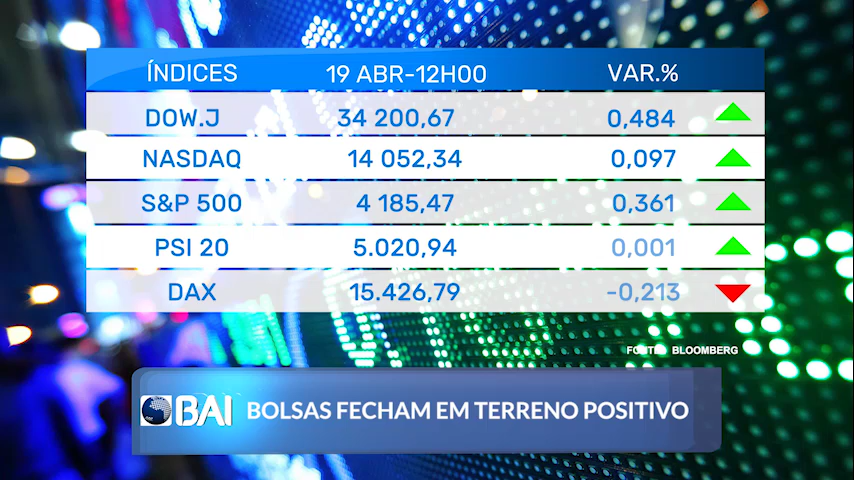 ÍNDICES 19 ABR-12H00 VAR.%
DOW.J 34 200,67 0,484
NASDAQ 14 052,34 0,097
S&P 500 4 185,47 0,361
PSI 20 5.020,94 0,001
DAX 15.426,79 -0,213
FONTE: BLOOMBERG
BAI BOLSAS FECHAM EM TERRENO POSITIVO